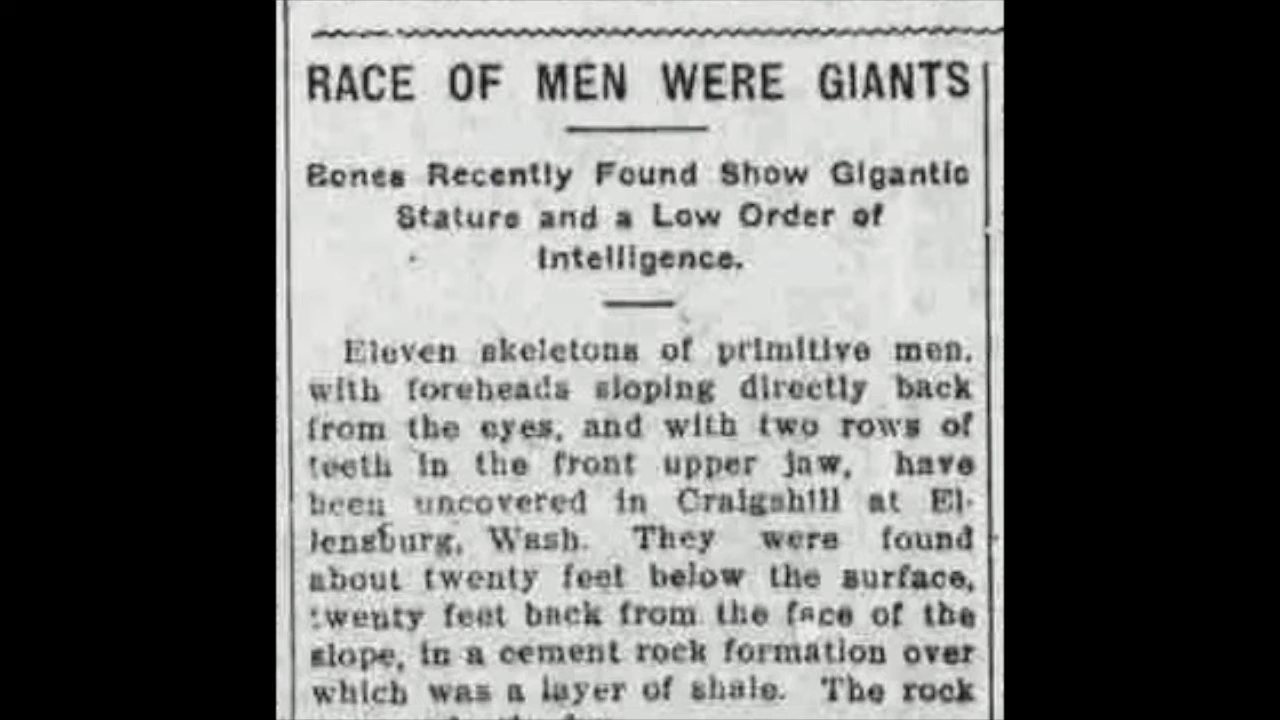 RACE OF MEN WERE GIANTS
Bones Recently Found Show Gigantic
Stature and a Low Order of
Intelligence.
Eleven skeletons of primitive men,
with foreheads sloping directly back
from the eyes, and with two rows of
teeth in the front upper jaw, have
been uncovered in Craigshill at El-
lensburg, Wash. They were found
about twenty feet below the surface,
twenty feet back from the face of the
slope, in a cement rock formation over
which was a layer of shale. The rock